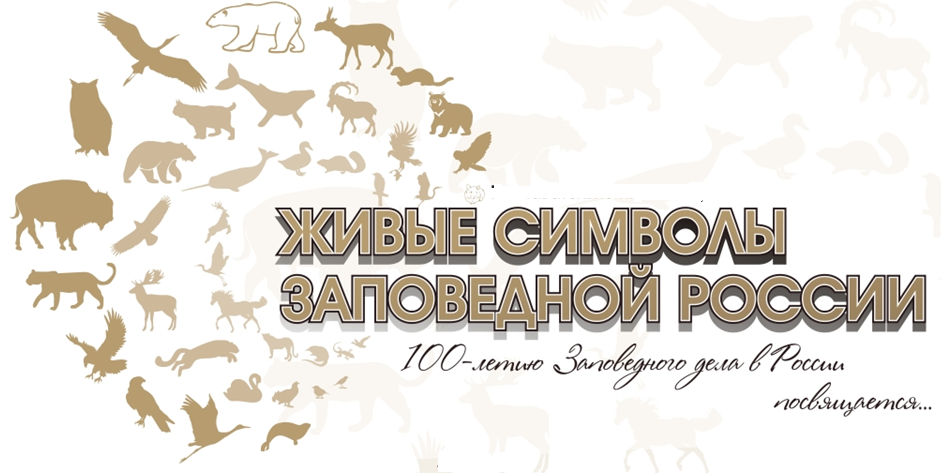 ЖИВЫЕ СИМВОЛЫ
ЗАПОВЕДНОЙ РОССИИ
100-летию Заповедного дела в России
посвящается...